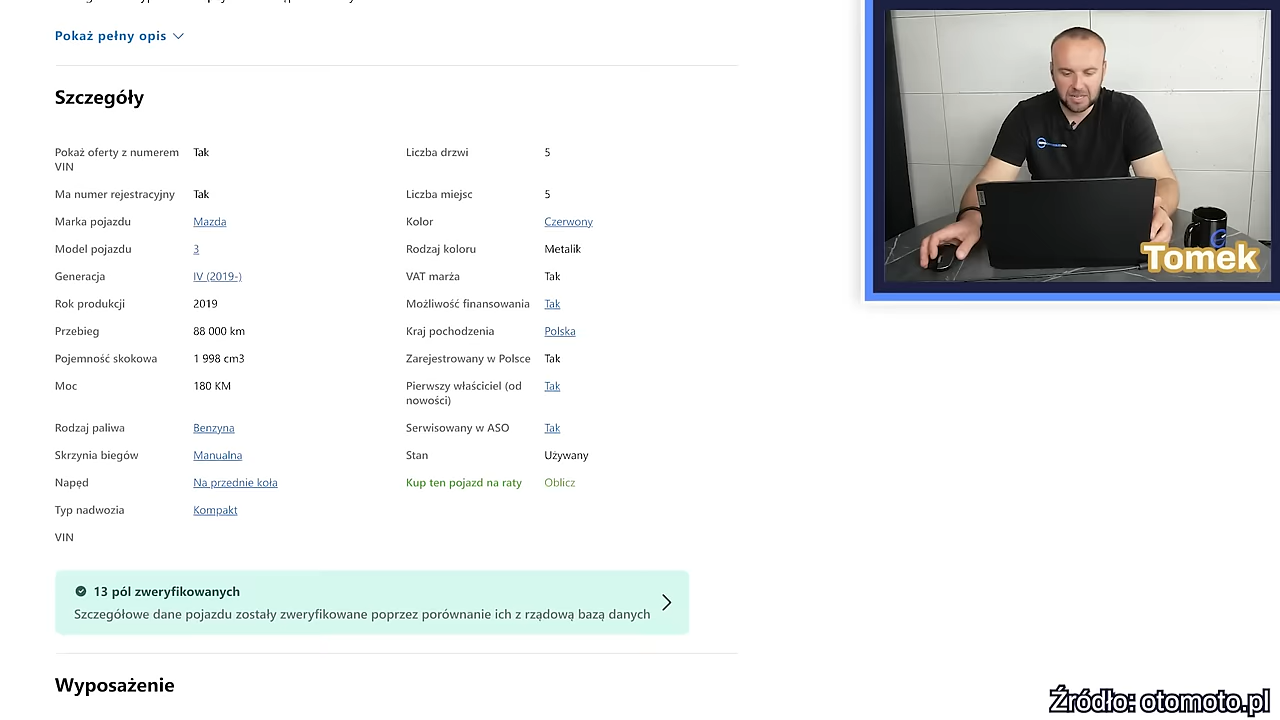 Pokaż pełny opis
Szczegóły
Pokaż oferty z numerem VIN Tak
Ma numer rejestracyjny Tak
Marka pojazdu Mazda
Model pojazdu 3
Generacja IV (2019-)
Rok produkcji 2019
Przebieg 88 000 km
Pojemność skokowa 1 998 cm3
Moc 180 KM
Rodzaj paliwa Benzyna
Skrzynia biegów Manualna
Napęd Na przednie koła
Typ nadwozia Kompakt
VIN
Liczba drzwi 5
Liczba miejsc 5
Kolor Czerwony
Rodzaj koloru Metalik
VAT marża Tak
Możliwość finansowania Tak
Kraj pochodzenia Polska
Zarejestrowany w Polsce Tak
Pierwszy właściciel (od nowości) Tak
Serwisowany w ASO Tak
Stan Używany
Kup ten pojazd na raty Oblicz
13 pól zweryfikowanych
Szczegółowe dane pojazdu zostały zweryfikowane poprzez porównanie ich z rządową bazą danych
Wyposażenie
Tomek
Źródło: otomoto.pl